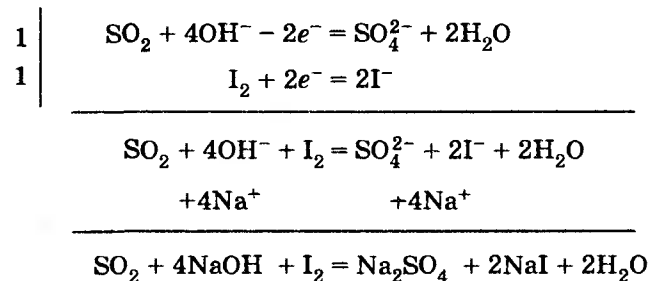 1 | SO₂ + 4OH⁻ − 2e⁻ = SO₄²⁻ + 2H₂O
1 | I₂ + 2e⁻ = 2I⁻
SO₂ + 4OH⁻ + I₂ = SO₄²⁻ + 2I⁻ + 2H₂O
+4Na⁺ +4Na⁺
SO₂ + 4NaOH + I₂ = Na₂SO₄ + 2NaI + 2H₂O